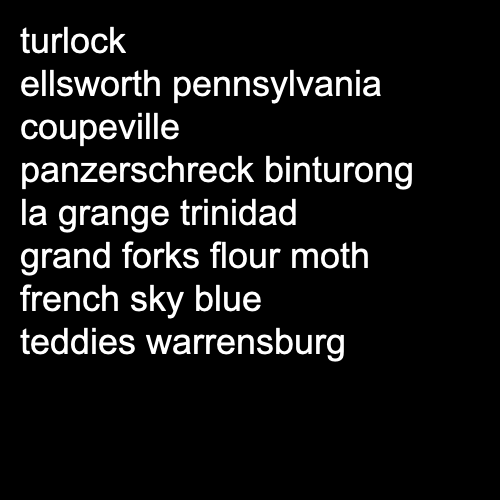 turlock
ellsworth pennsylvania
coupeville
panzerschreck binturong
la grange trinidad
grand forks flour moth
french sky blue
teddies warrensburg